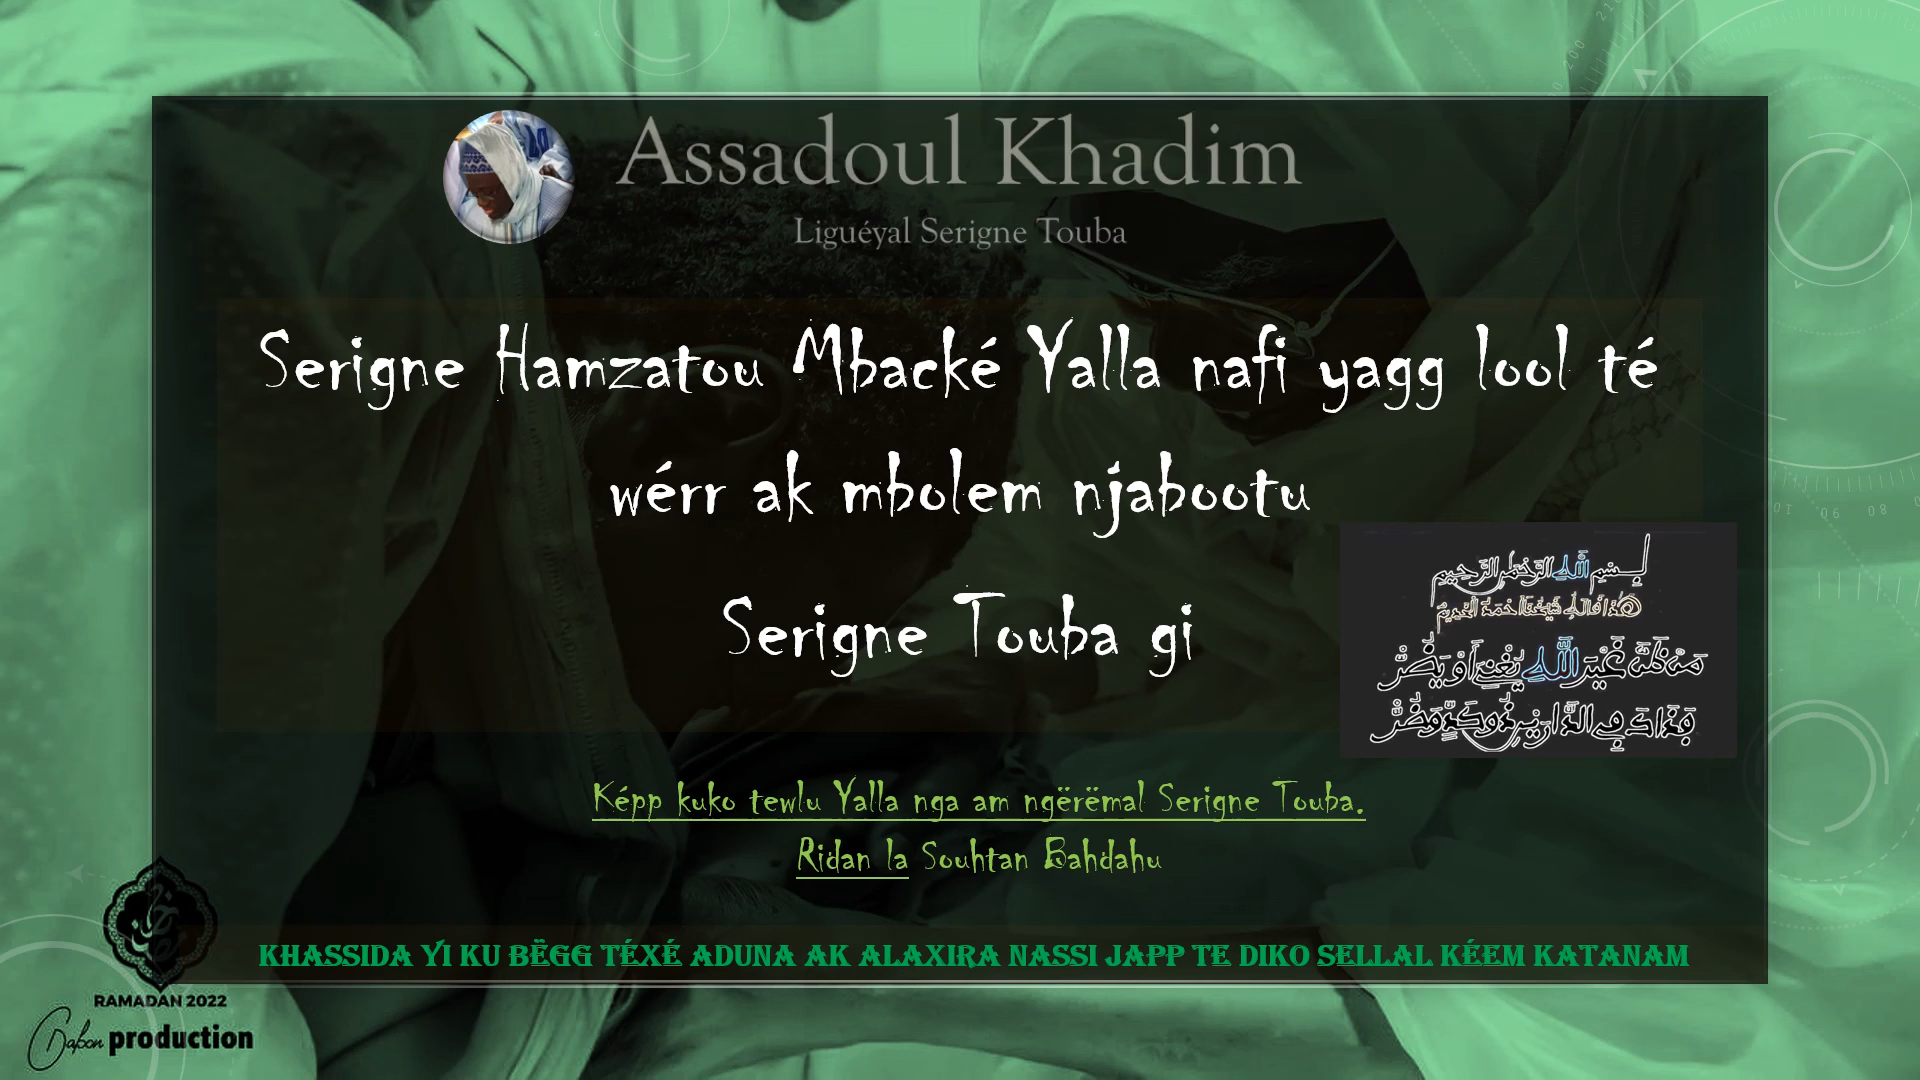 Assadoul Khadim
Liguéyal Serigne Touba
Serigne Hamzatou Mbacké Yalla nafi yagg lool té
wérr ak mbolem njabootu
Serigne Touba gi
بِسْمِ اللَّهِ الرَّحْمَنِ الرَّحِيمِ
مَن ظَنَّ غَيْرَ اللَّهِ يُغْنِي أَوْ يَضُرّ
Képp kuko tewlu Yalla nga am ngërëmal Serigne Touba.
Ridan la Souhtan Bahdahu
KHASSIDA YI KU BËGG TÉXÉ ADUNA AK ALAXIRA NASSI JAPP TE DIKO SELLAL KÉEM KATANAM
RAMADAN 2022
production